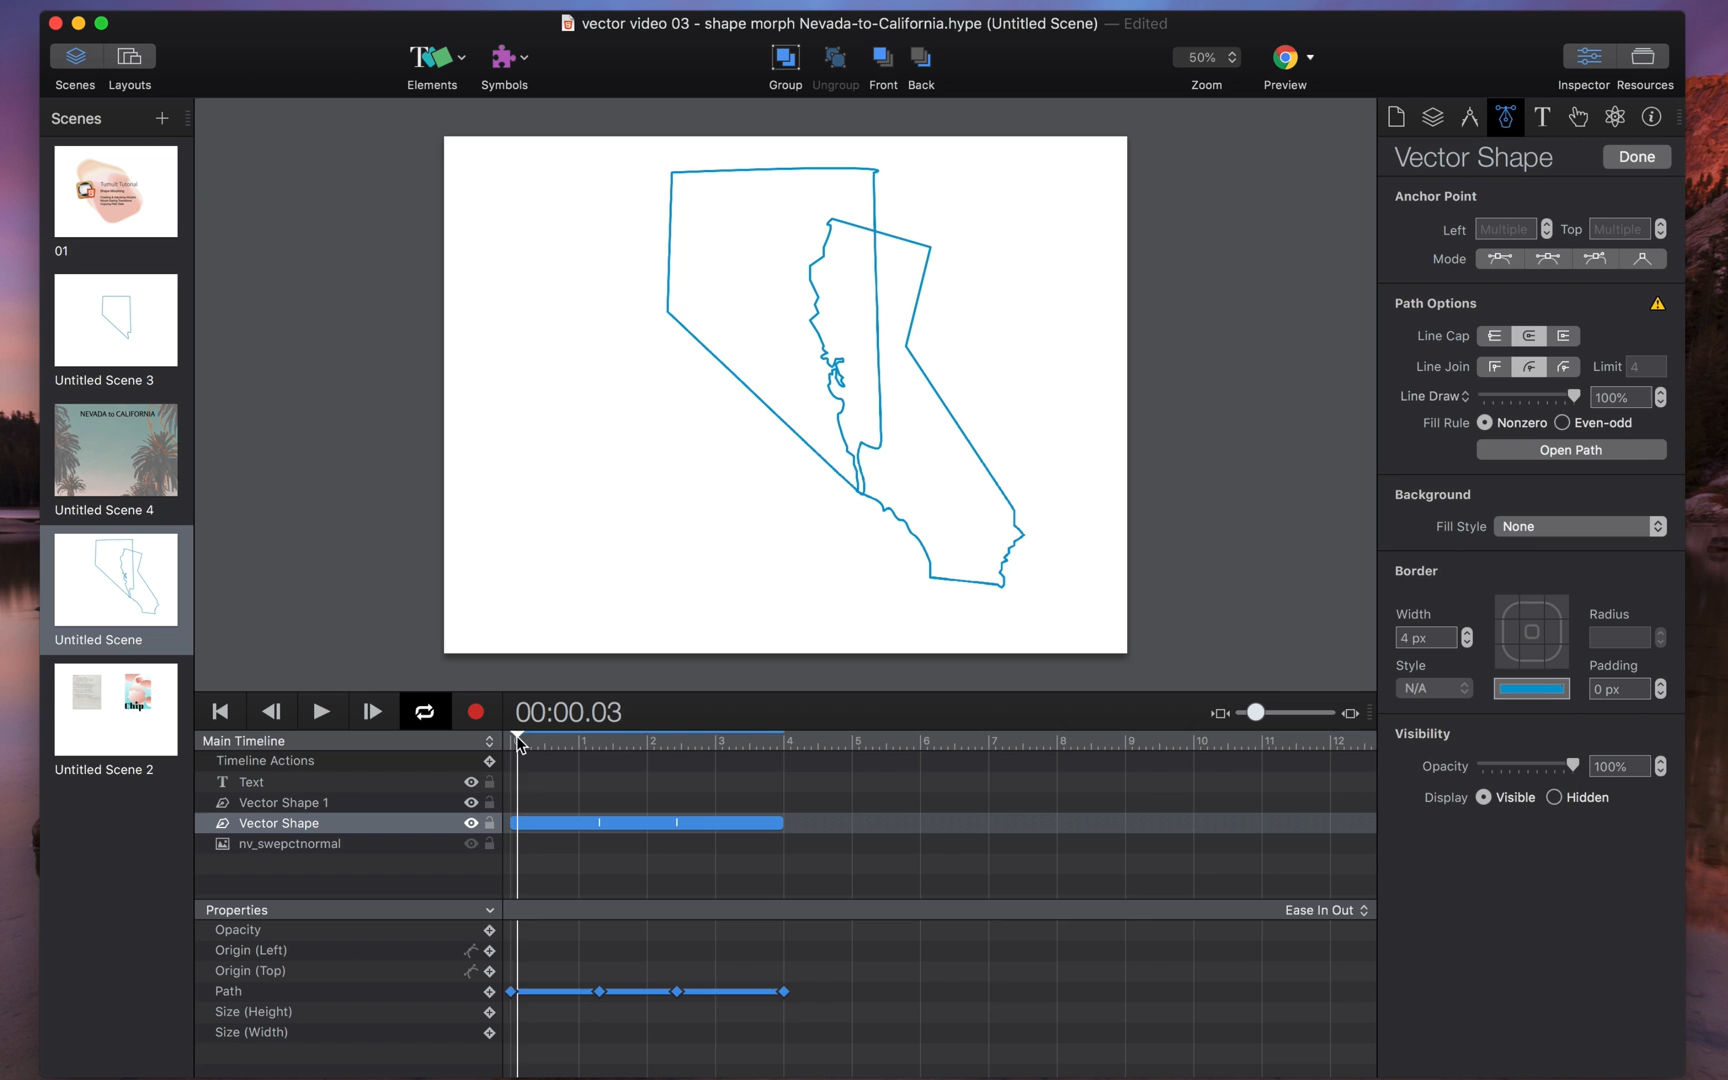 vector video 03 - shape morph Nevada-to-California.hype (Untitled Scene) — Edited
Scenes
Layouts
Elements
Symbols
Group
Ungroup
Front
Back
50%
Zoom
Preview
Inspector
Resources
Scenes
Tumult Tutorial
01
Untitled Scene 3
NEVADA to CALIFORNIA
Untitled Scene 4
Untitled Scene
Chip
Untitled Scene 2
Vector Shape
Done
Anchor Point
Left Multiple Top Multiple
Mode
Path Options
Line Cap
Line Join Limit 4
Line Draw 100%
Fill Rule Nonzero Even-odd
Open Path
Background
Fill Style None
Border
Width Radius
4 px
Style Padding
N/A 0 px
Visibility
Opacity 100%
Display Visible Hidden
00:00.03
Main Timeline
1 2 3 4 5 6 7 8 9 10 11 12
Timeline Actions
T Text
Vector Shape 1
Vector Shape
nv_swepctnormal
Properties
Ease In Out
Opacity
Origin (Left)
Origin (Top)
Path
Size (Height)
Size (Width)